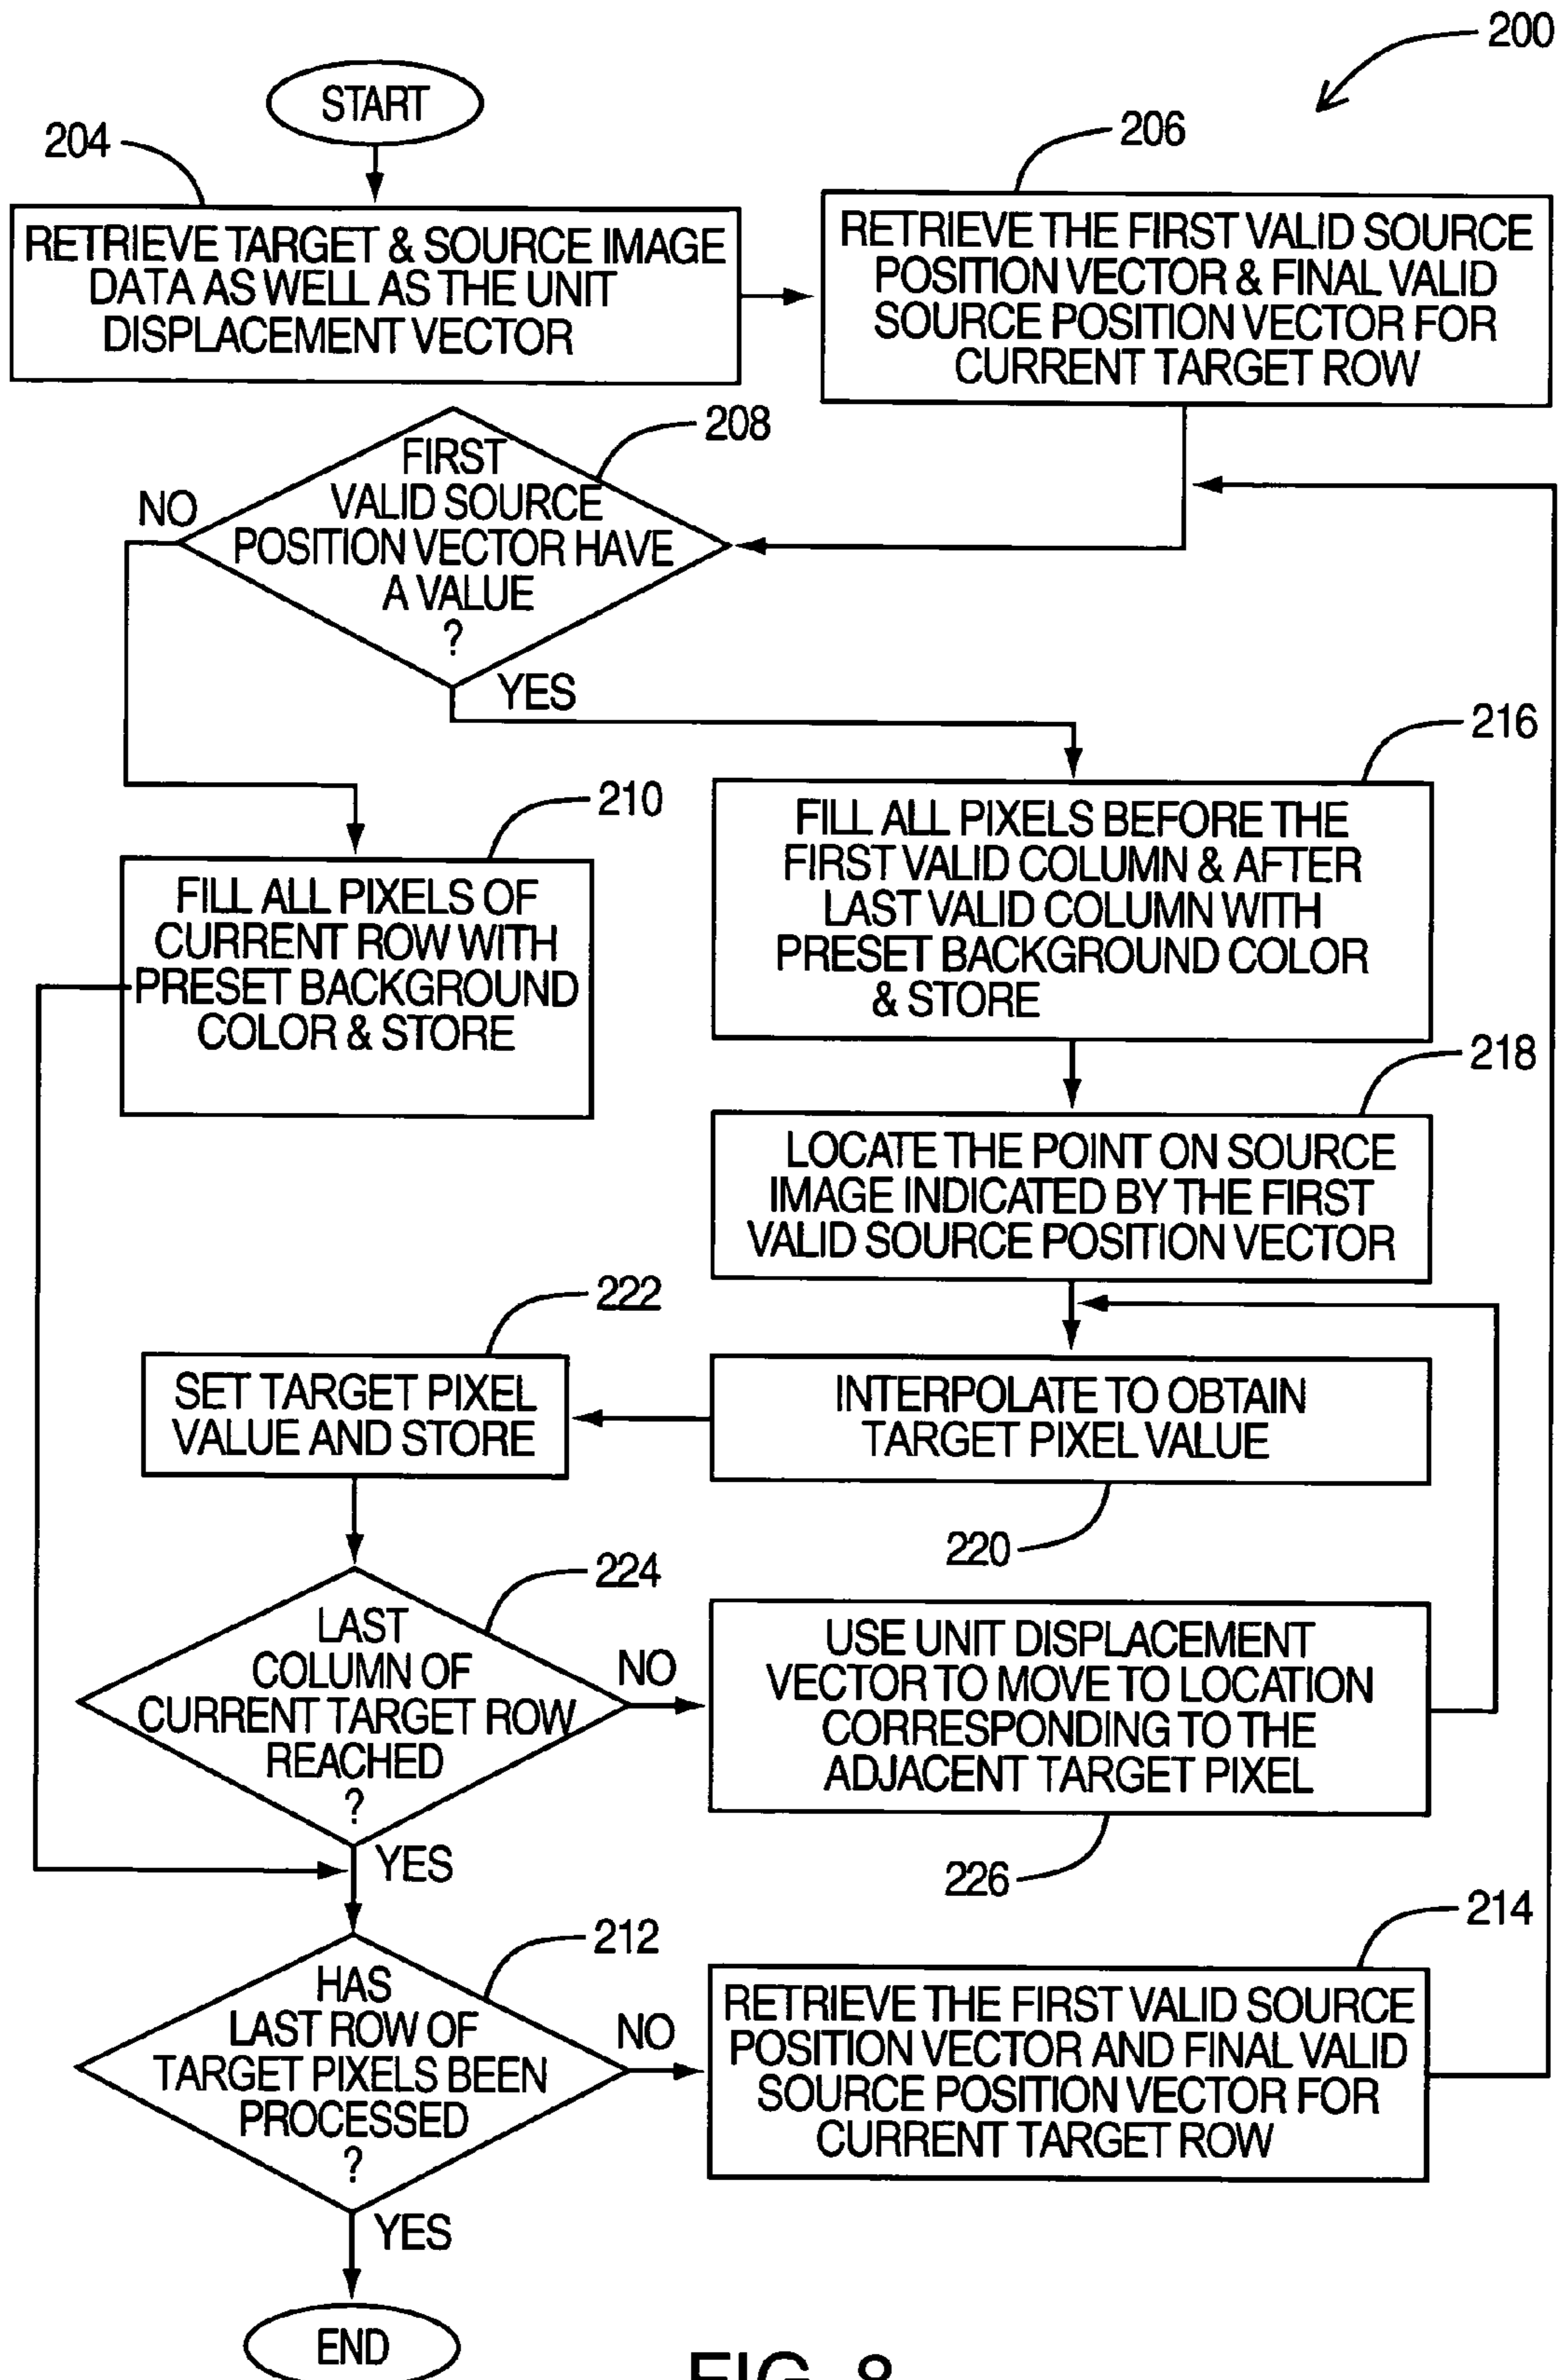 200
START
204
206
RETRIEVE TARGET & SOURCE IMAGE
DATA AS WELL AS THE UNIT
DISPLACEMENT VECTOR
RETRIEVE THE FIRST VALID SOURCE
POSITION VECTOR & FINAL VALID
SOURCE POSITION VECTOR FOR
CURRENT TARGET ROW
208
FIRST
VALID SOURCE
POSITION VECTOR HAVE
A VALUE
?
NO
YES
216
210
FILL ALL PIXELS OF
CURRENT ROW WITH
PRESET BACKGROUND
COLOR & STORE
FILL ALL PIXELS BEFORE THE
FIRST VALID COLUMN & AFTER
LAST VALID COLUMN WITH
PRESET BACKGROUND COLOR
& STORE
218
LOCATE THE POINT ON SOURCE
IMAGE INDICATED BY THE FIRST
VALID SOURCE POSITION VECTOR
222
SET TARGET PIXEL
VALUE AND STORE
INTERPOLATE TO OBTAIN
TARGET PIXEL VALUE
220
224
LAST
COLUMN OF
CURRENT TARGET ROW
REACHED
?
NO
YES
USE UNIT DISPLACEMENT
VECTOR TO MOVE TO LOCATION
CORRESPONDING TO THE
ADJACENT TARGET PIXEL
226
212
214
HAS
LAST ROW OF
TARGET PIXELS BEEN
PROCESSED
?
NO
YES
RETRIEVE THE FIRST VALID SOURCE
POSITION VECTOR AND FINAL VALID
SOURCE POSITION VECTOR FOR
CURRENT TARGET ROW
END
FIG. 8